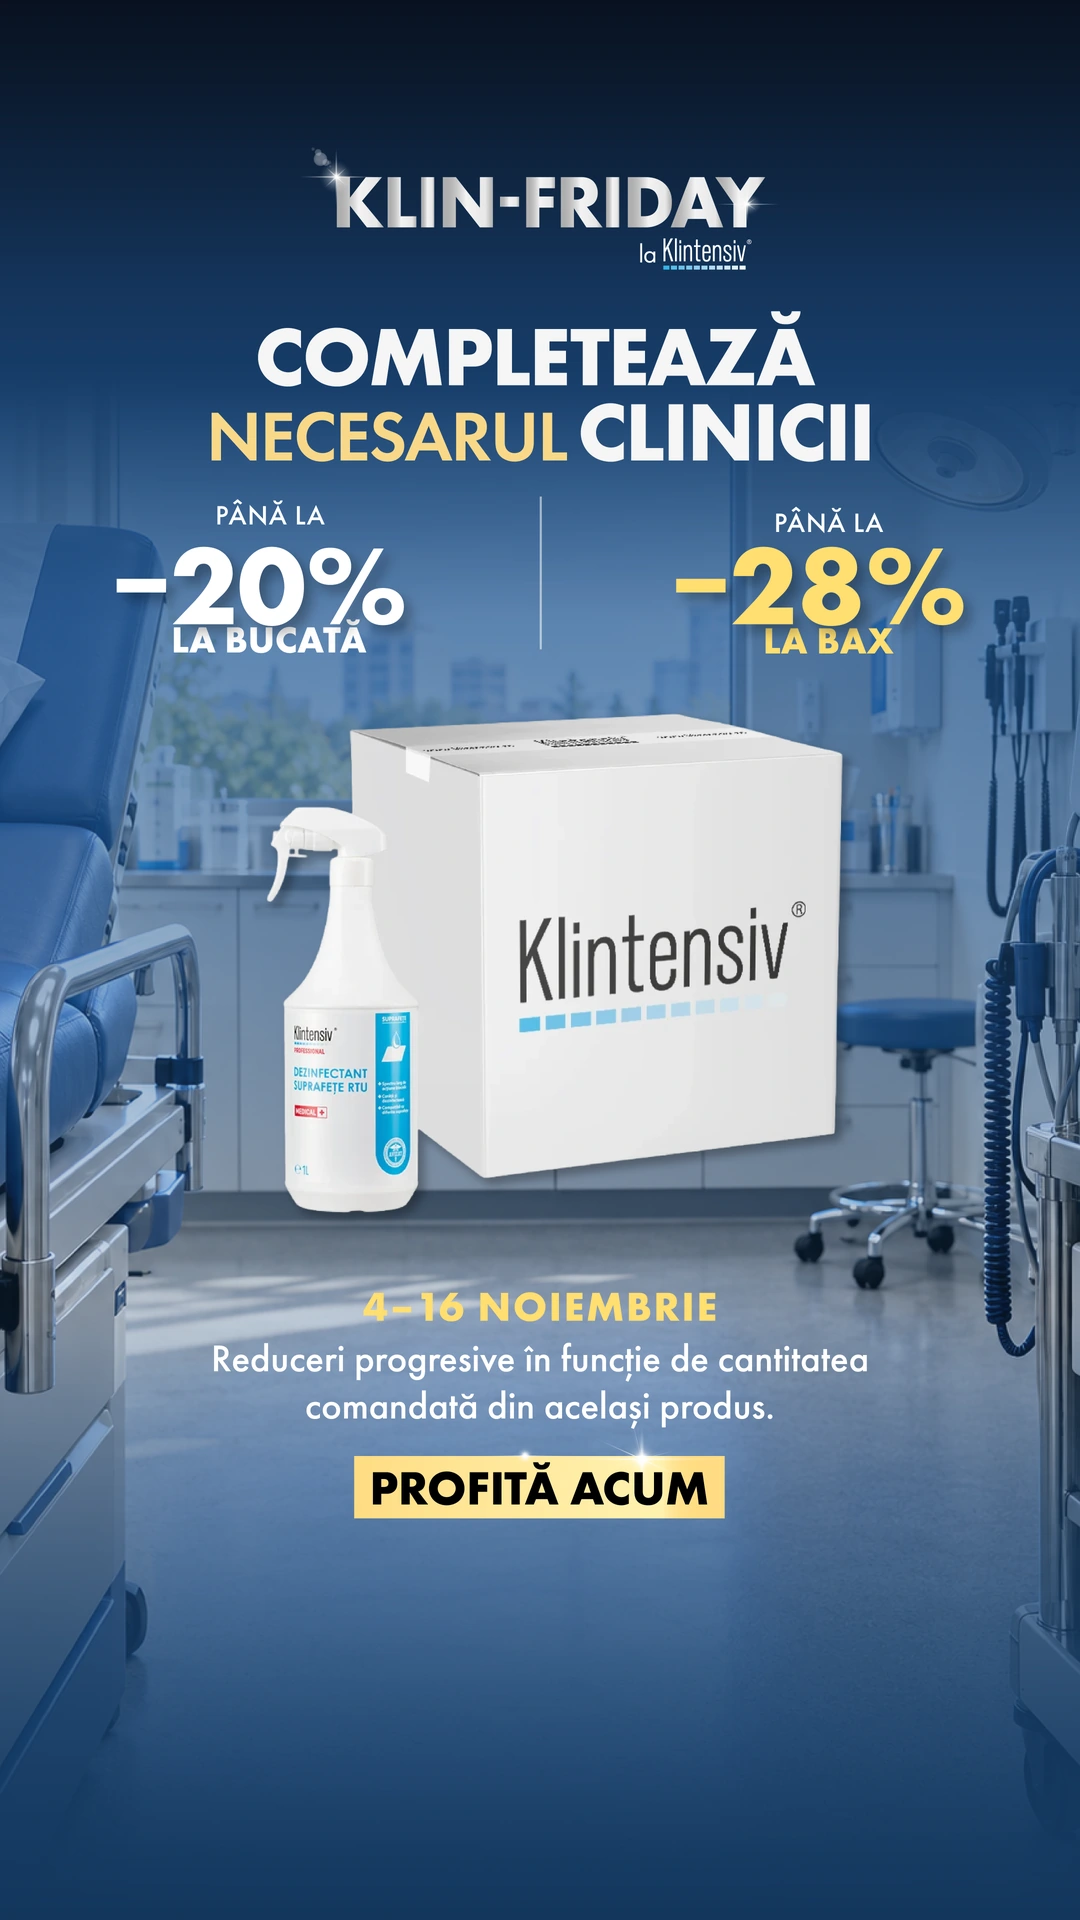 KLIN-FRIDAY
la Klintensiv®
COMPLETEAZĂ
NECESARUL CLINICII
PÂNĂ LA
-20%
LA BUCATĂ
PÂNĂ LA
-28%
LA BAX
Klintensiv®
Klintensiv®
PROFESSIONAL
DEZINFECTANT
SUPRAFEȚE RTU
MEDICAL +
SUPRAFEȚE
1L
4–16 NOIEMBRIE
Reduceri progresive în funcție de cantitatea
comandată din același produs.
PROFITĂ ACUM